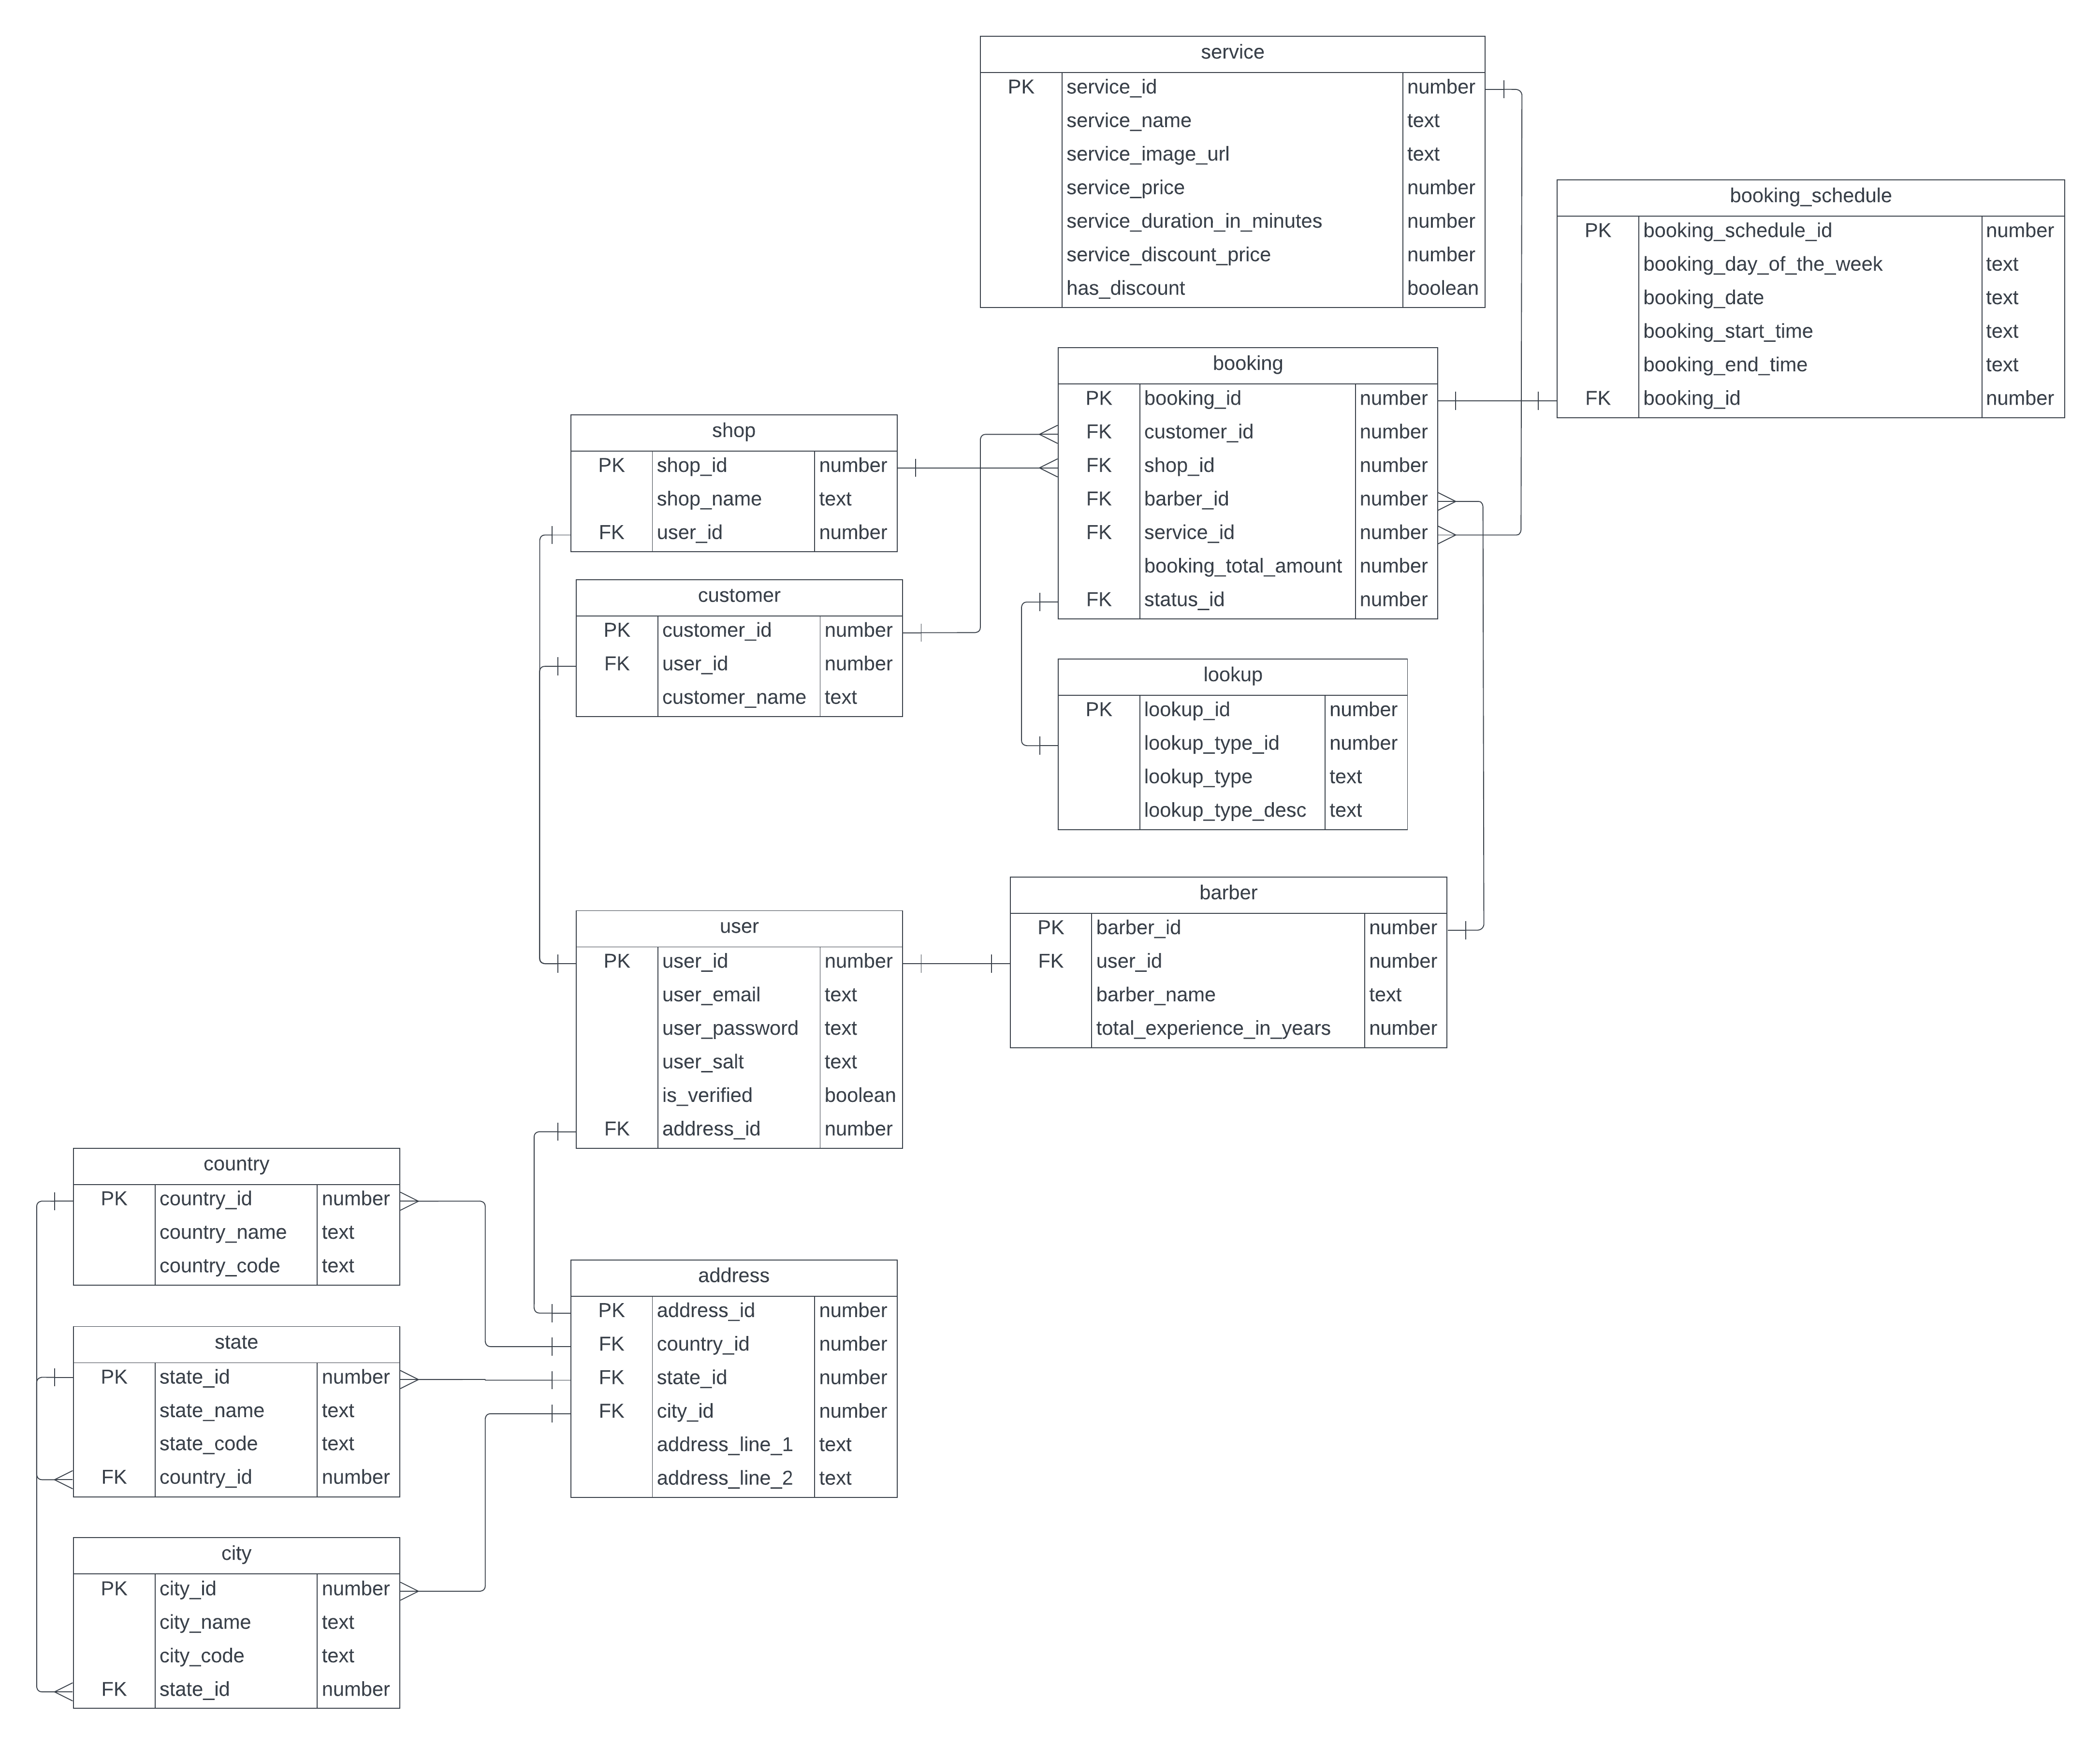 service
PK service_id number
service_name text
service_image_url text
service_price number
service_duration_in_minutes number
service_discount_price number
has_discount boolean
booking_schedule
PK booking_schedule_id number
booking_day_of_the_week text
booking_date text
booking_start_time text
booking_end_time text
FK booking_id number
booking
PK booking_id number
FK customer_id number
FK shop_id number
FK barber_id number
FK service_id number
booking_total_amount number
FK status_id number
shop
PK shop_id number
shop_name text
FK user_id number
customer
PK customer_id number
FK user_id number
customer_name text
lookup
PK lookup_id number
lookup_type_id number
lookup_type text
lookup_type_desc text
barber
PK barber_id number
FK user_id number
barber_name text
total_experience_in_years number
user
PK user_id number
user_email text
user_password text
user_salt text
is_verified boolean
FK address_id number
country
PK country_id number
country_name text
country_code text
address
PK address_id number
FK country_id number
FK state_id number
FK city_id number
address_line_1 text
address_line_2 text
state
PK state_id number
state_name text
state_code text
FK country_id number
city
PK city_id number
city_name text
city_code text
FK state_id number